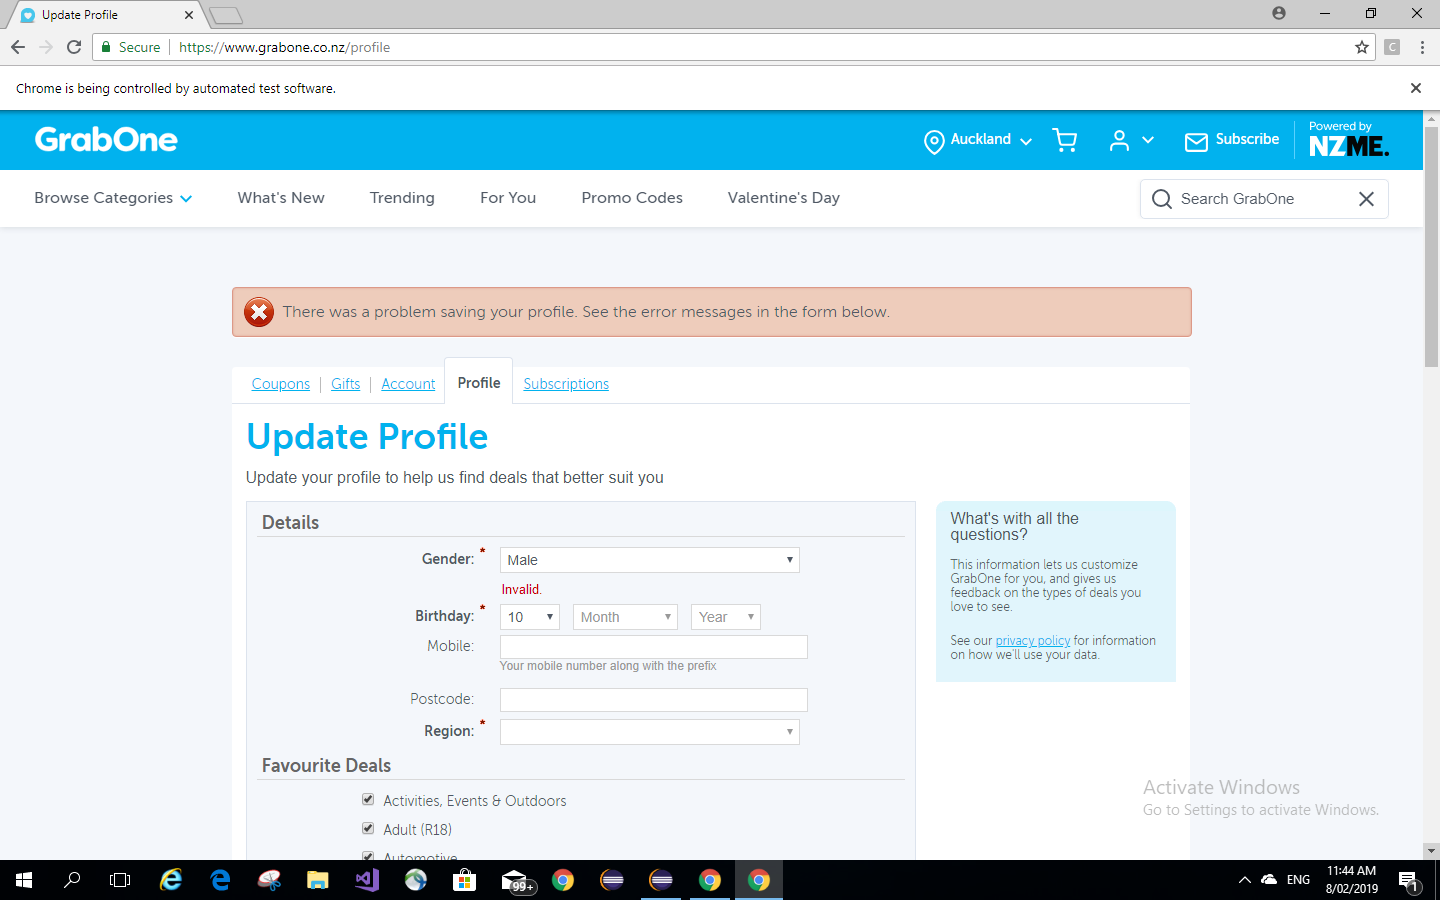 Update Profile
Secure
https://www.grabone.co.nz/profile
C
Chrome is being controlled by automated test software.
GrabOne
Auckland
Subscribe
Powered by
NZME.
Browse Categories
What's New
Trending
For You
Promo Codes
Valentine's Day
Search GrabOne
There was a problem saving your profile. See the error messages in the form below.
Coupons
Gifts
Account
Profile
Subscriptions
Update Profile
Update your profile to help us find deals that better suit you
Details
Gender: *
Male
Invalid.
Birthday: *
10
Month
Year
Mobile:
Your mobile number along with the prefix
Postcode:
Region: *
Favourite Deals
Activities, Events & Outdoors
Adult (R18)
Automotive
What's with all the
questions?
This information lets us customize
GrabOne for you, and gives us
feedback on the types of deals you
love to see.
See our privacy policy for information
on how we'll use your data.
Activate Windows
Go to Settings to activate Windows.
99+
ENG
11:44 AM
8/02/2019
1